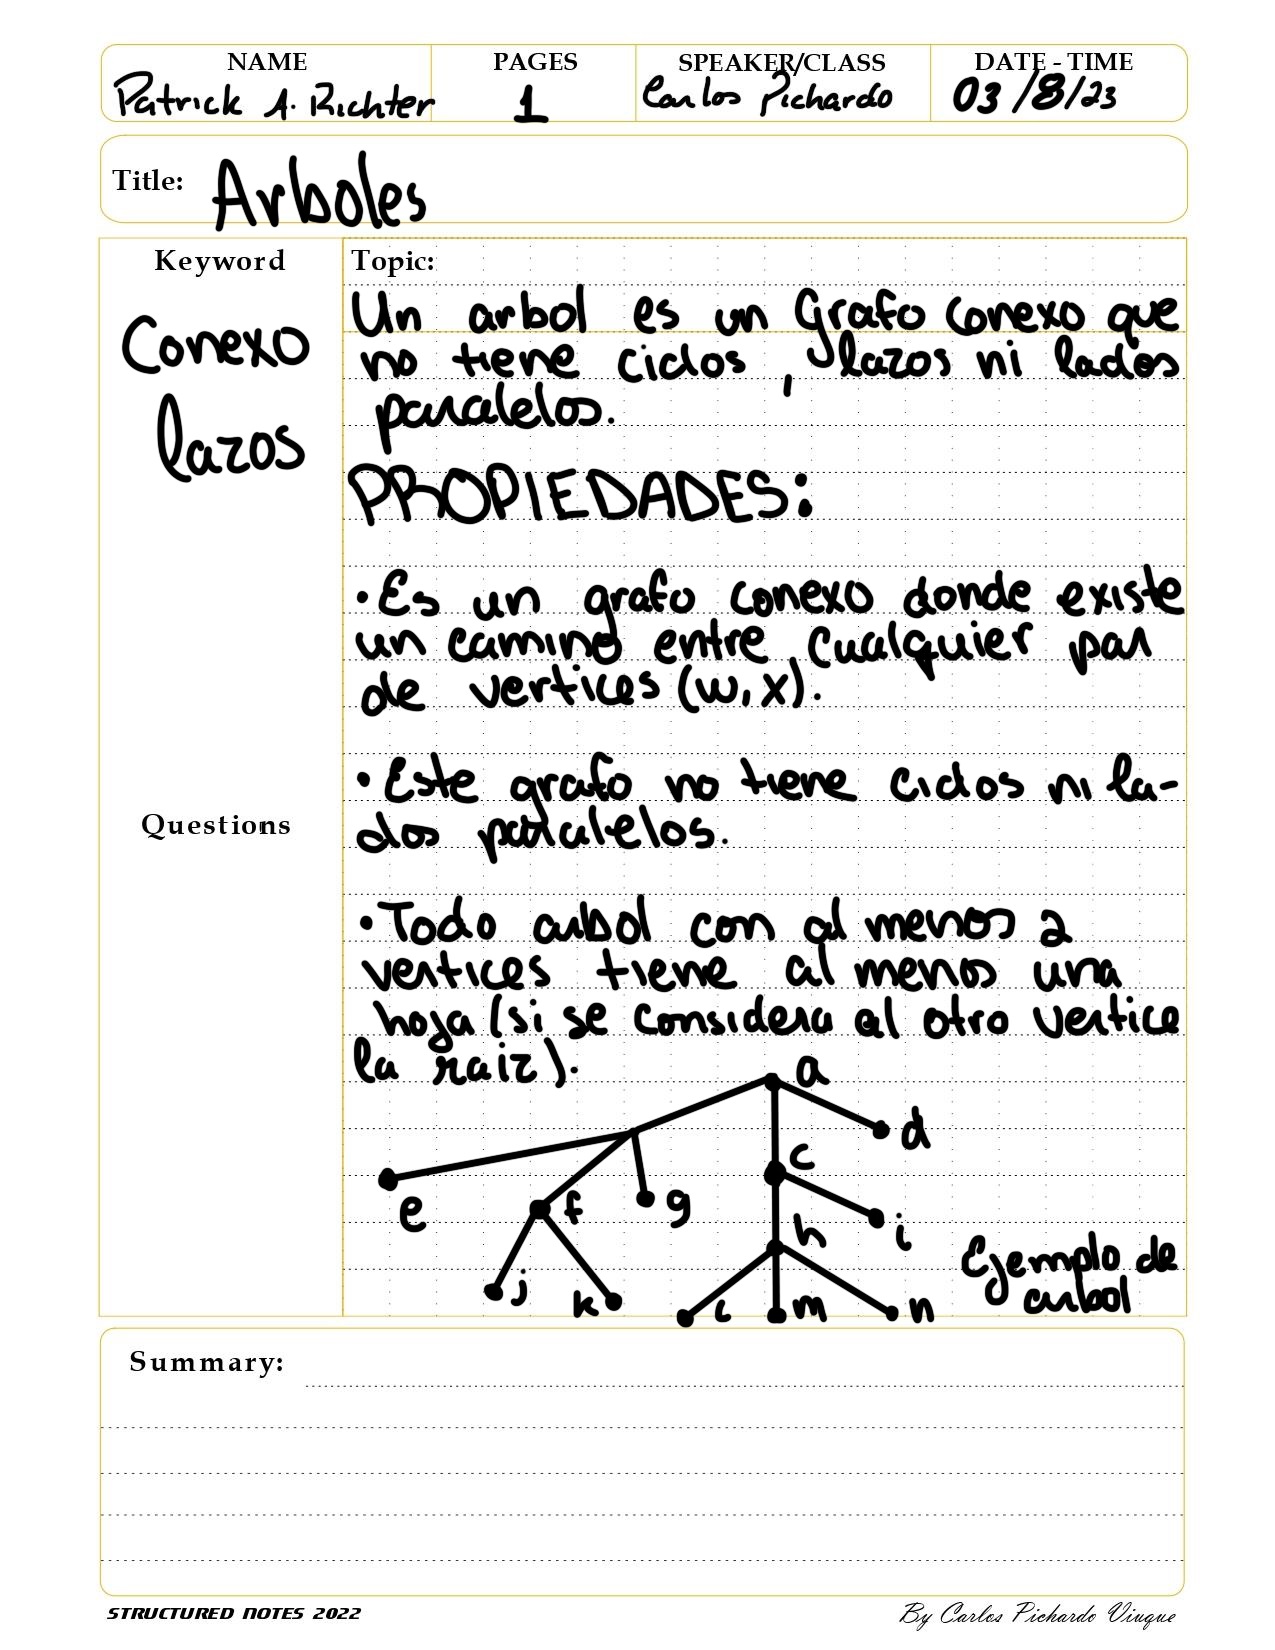 NAME PAGES SPEAKER/CLASS DATE - TIME
Patrick A. Richter 1 Carlos Pichardo 03/8/23
Title: Arboles
Keyword
Conexo
lazos
Questions
Topic:
Un arbol es un Grafo conexo que
no tiene ciclos , lazos ni lados
paralelos.
PROPIEDADES:
• Es un grafo conexo donde existe
un camino entre cualquier par
de vertices (w,x).
• Este grafo no tiene ciclos ni la-
dos paralelos.
• Todo arbol con al menos 2
vertices tiene al menos una
hoja (si se considera al otro vertice
la raiz).
a
d
c
e f g
h i
j k l m n
Ejemplo de
arbol
Summary:
STRUCTURED NOTES 2022 By Carlos Pichardo Viuque